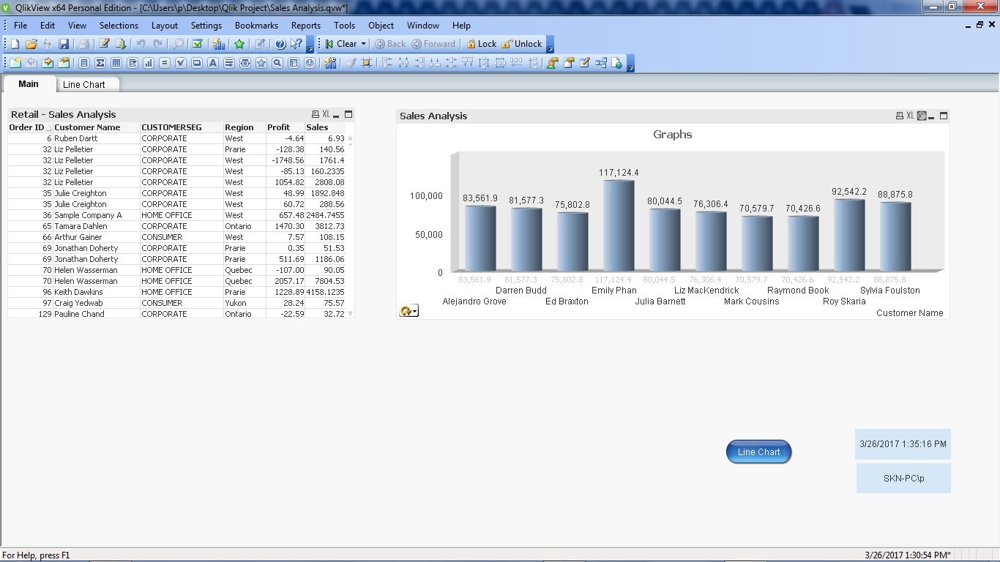 QlikView x64 Personal Edition - [C:\Users\p\Desktop\Qlik Project\Sales Analysis.qvw*]
File Edit View Selections Layout Settings Bookmarks Reports Tools Object Window Help
Clear Back Forward Lock Unlock
Main Line Chart
Retail - Sales Analysis XL
Order ID Customer Name CUSTOMERSEG Region Profit Sales
6 Ruben Dartt CORPORATE West -4.64 6.93
32 Liz Pelletier CORPORATE Prarie -128.38 140.56
32 Liz Pelletier CORPORATE West -1748.56 1761.4
32 Liz Pelletier CORPORATE West -85.13 160.2335
32 Liz Pelletier CORPORATE West 1054.82 2808.08
35 Julie Creighton CORPORATE West 48.99 1892.848
35 Julie Creighton CORPORATE West 60.72 288.56
36 Sample Company A HOME OFFICE West 657.48 2484.7455
65 Tamara Dahlen CORPORATE Ontario 1470.30 3812.73
66 Arthur Gainer CONSUMER West 7.57 108.15
69 Jonathan Doherty CORPORATE Prarie 0.35 51.53
69 Jonathan Doherty CORPORATE Prarie 511.69 1186.06
70 Helen Wasserman HOME OFFICE Quebec -107.00 90.05
70 Helen Wasserman HOME OFFICE Quebec 2057.17 7804.53
96 Keith Dawkins HOME OFFICE Prarie 1228.89 4158.1235
97 Craig Yedwab CONSUMER Yukon 28.24 75.57
129 Pauline Chand CORPORATE Ontario -22.59 32.72
Sales Analysis XL
Graphs
100,000
50,000
0
83,561.9 81,577.3 75,802.8 117,124.4 80,044.5 76,306.4 70,579.7 70,426.6 92,542.2 88,875.8
83,561.9 81,577.3 75,802.8 117,124.4 80,044.5 76,306.4 70,579.7 70,426.6 92,542.2 88,875.8
Darren Budd Emily Phan Liz MacKendrick Raymond Book Sylvia Foulston
Alejandro Grove Ed Braxton Julia Barnett Mark Cousins Roy Skaria
Customer Name
Line Chart
3/26/2017 1:35:16 PM
SKN-PC\p
For Help, press F1
3/26/2017 1:30:54 PM*